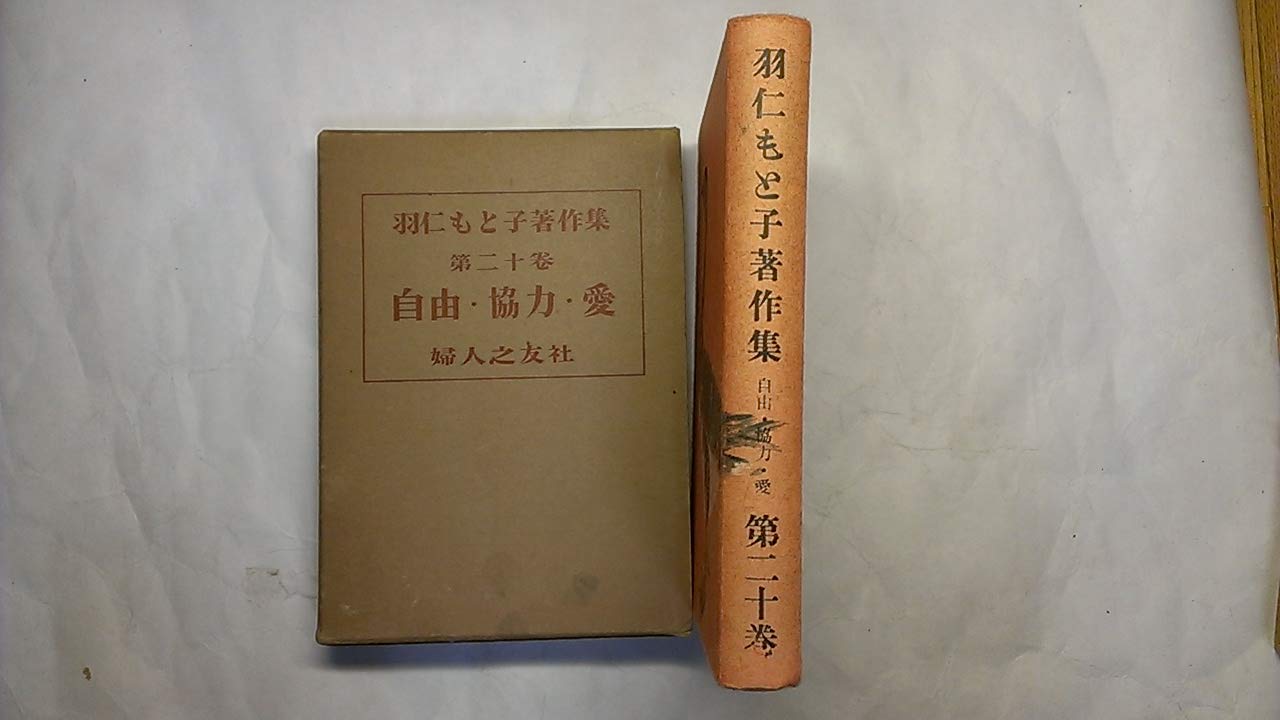 羽仁もと子著作集
第二十巻
自由・協力・愛
婦人之友社
羽仁もと子著作集 自由・協力・愛 第二十巻